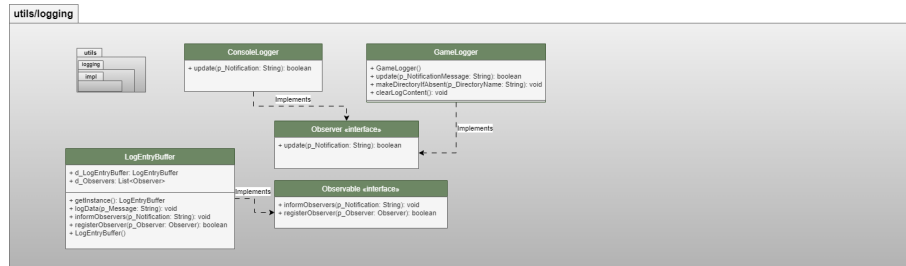 utils/logging
utils
logging
impl
ConsoleLogger
+ update(p_Notification: String): boolean
GameLogger
+ GameLogger()
+ update(p_NotificationMessage: String): boolean
+ makeDirectoryIfAbsent(p_DirectoryName: String): void
+ clearLogContent(): void
Implements
Implements
Observer «interface»
+ update(p_Notification: String): boolean
LogEntryBuffer
+ d_LogEntryBuffer: LogEntryBuffer
+ d_Observers: List<Observer>
+ getInstance(): LogEntryBuffer
+ logData(p_Message: String): void
+ informObservers(p_Notification: String): void
+ registerObserver(p_Observer: Observer): boolean
+ LogEntryBuffer()
Implements
Observable «interface»
+ informObservers(p_Notification: String): void
+ registerObserver(p_Observer: Observer): boolean